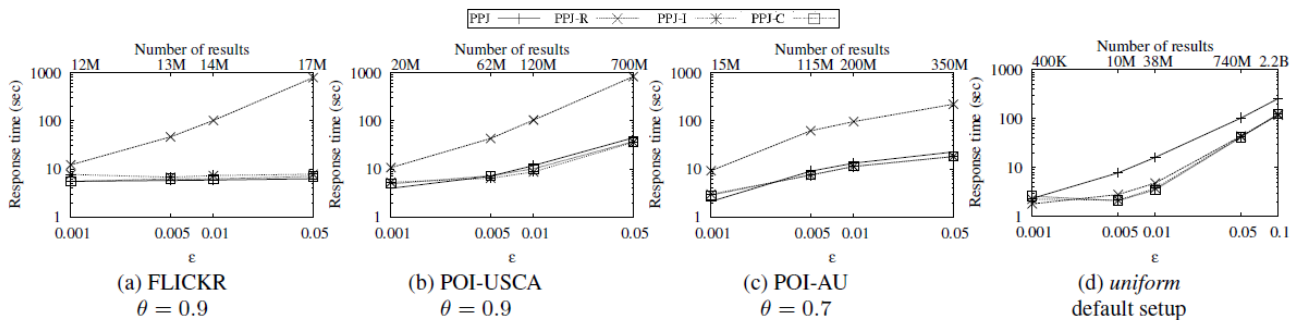 PPJ PPJ-R PPJ-I PPJ-C
Number of results
12M 13M 14M 17M
Response time (sec)
1000
100
10
1
0.001 0.005 0.01 0.05
ε
(a) FLICKR
θ = 0.9
Number of results
20M 62M 120M 700M
Response time (sec)
1000
100
10
1
0.001 0.005 0.01 0.05
ε
(b) POI-USCA
θ = 0.9
Number of results
15M 115M 200M 350M
Response time (sec)
1000
100
10
1
0.001 0.005 0.01 0.05
ε
(c) POI-AU
θ = 0.7
Number of results
400K 10M 38M 740M 2.2B
Response time (sec)
1000
100
10
1
0.001 0.005 0.01 0.05 0.1
ε
(d) uniform
default setup